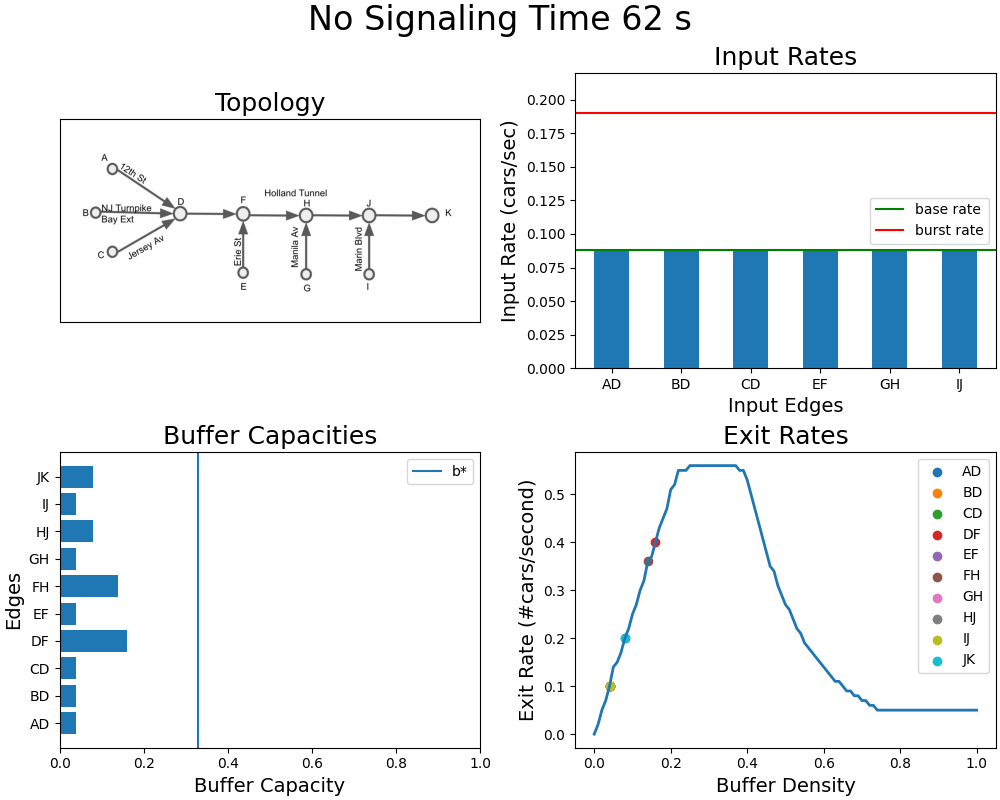 No Signaling Time 62 s
Topology
A
12th St
B
NJ Turnpike
Bay Ext
C
Jersey Av
D
F
Holland Tunnel
H
J
K
Erie St
Manila Av
Marin Blvd
E
G
I
Input Rates
Input Rate (cars/sec)
0.200
0.175
0.150
0.125
0.100
0.075
0.050
0.025
0.000
base rate
burst rate
AD BD CD EF GH IJ
Input Edges
Buffer Capacities
Edges
JK
IJ
HJ
GH
FH
EF
DF
CD
BD
AD
b*
0.0 0.2 0.4 0.6 0.8 1.0
Buffer Capacity
Exit Rates
Exit Rate (#cars/second)
0.5
0.4
0.3
0.2
0.1
0.0
AD
BD
CD
DF
EF
FH
GH
HJ
IJ
JK
0.0 0.2 0.4 0.6 0.8 1.0
Buffer Density